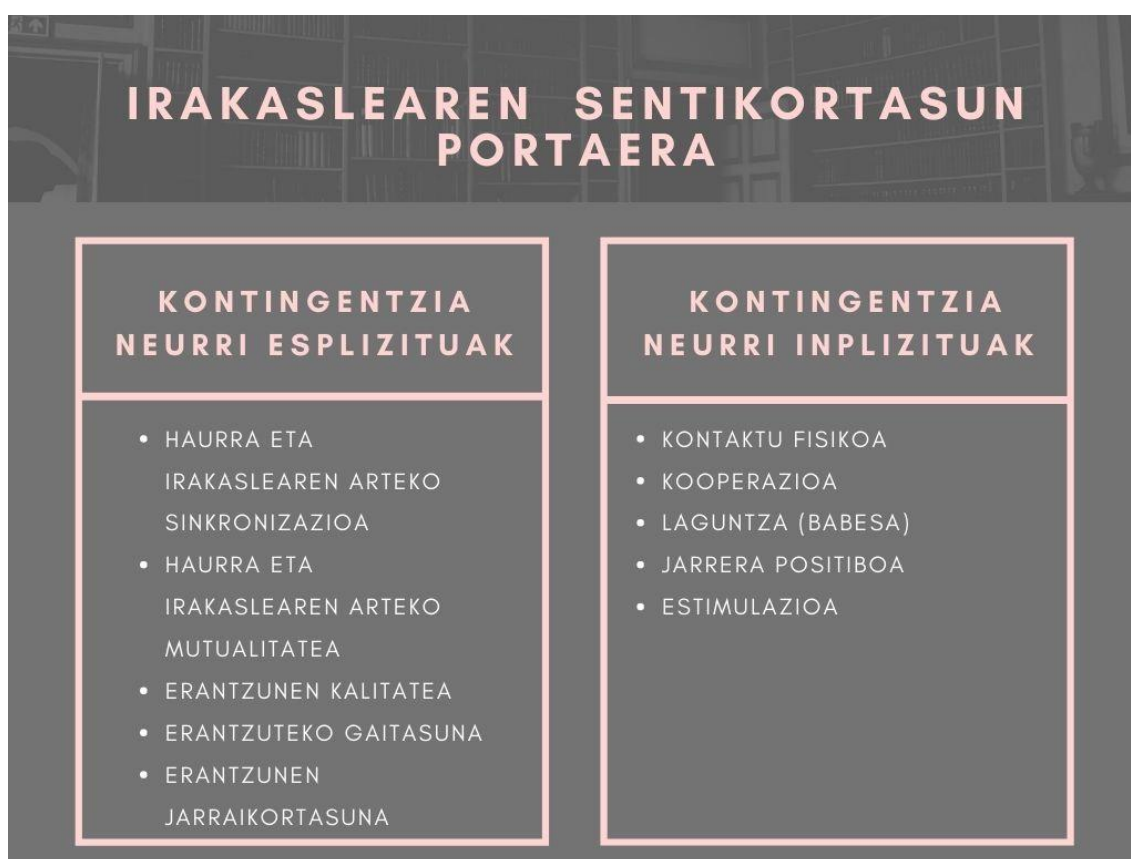 IRAKASLEAREN SENTIKORTASUN
PORTAERA
KONTINGENTZIA
NEURRI ESPLIZITUAK
• HAURRA ETA
IRAKASLEAREN ARTEKO
SINKRONIZAZIOA
• HAURRA ETA
IRAKASLEAREN ARTEKO
MUTUALITATEA
• ERANTZUNEN KALITATEA
• ERANTZUTEKO GAITASUNA
• ERANTZUNEN
JARRAIKORTASUNA
KONTINGENTZIA
NEURRI INPLIZITUAK
• KONTAKTU FISIKOA
• KOOPERAZIOA
• LAGUNTZA (BABESA)
• JARRERA POSITIBOA
• ESTIMULAZIOA